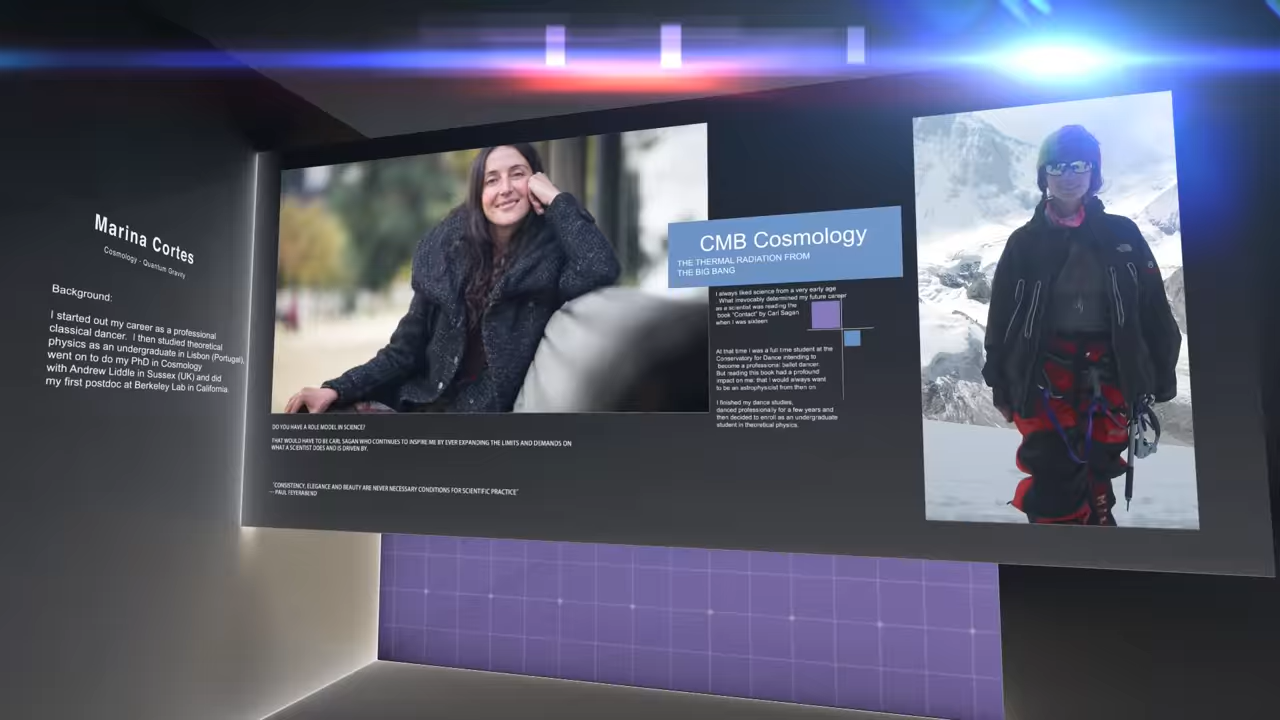 Marina Cortes
Cosmology - Quantum Gravity
Background:
I started out my career as a professional
classical dancer. I then studied theoretical
physics as an undergraduate in Lisbon (Portugal),
went on to do my PhD in Cosmology
with Andrew Liddle in Sussex (UK) and did
my first postdoc at Berkeley Lab in California.
DO YOU HAVE A ROLE MODEL IN SCIENCE?
THAT WOULD HAVE TO BE CARL SAGAN WHO CONTINUES TO INSPIRE ME BY EVER EXPANDING THE LIMITS AND DEMANDS ON
WHAT A SCIENTIST DOES AND IS DRIVEN BY.
"CONSISTENCY, ELEGANCE AND BEAUTY ARE NEVER NECESSARY CONDITIONS FOR SCIENTIFIC PRACTICE"
— PAUL FEYERABEND
CMB Cosmology
THE THERMAL RADIATION FROM
THE BIG BANG
I always liked science from a very early age
. What irrevocably determined my future career
as a scientist was reading the
book "Contact" by Carl Sagan
when I was sixteen
At that time I was a full time student at the
Conservatory for Dance intending to
become a professional ballet dancer.
But reading this book had a profound
impact on me: that I would always want
to be an astrophysicist from then on.
I finished my dance studies,
danced professionally for a few years and
then decided to enroll as an undergraduate
student in theoretical physics.